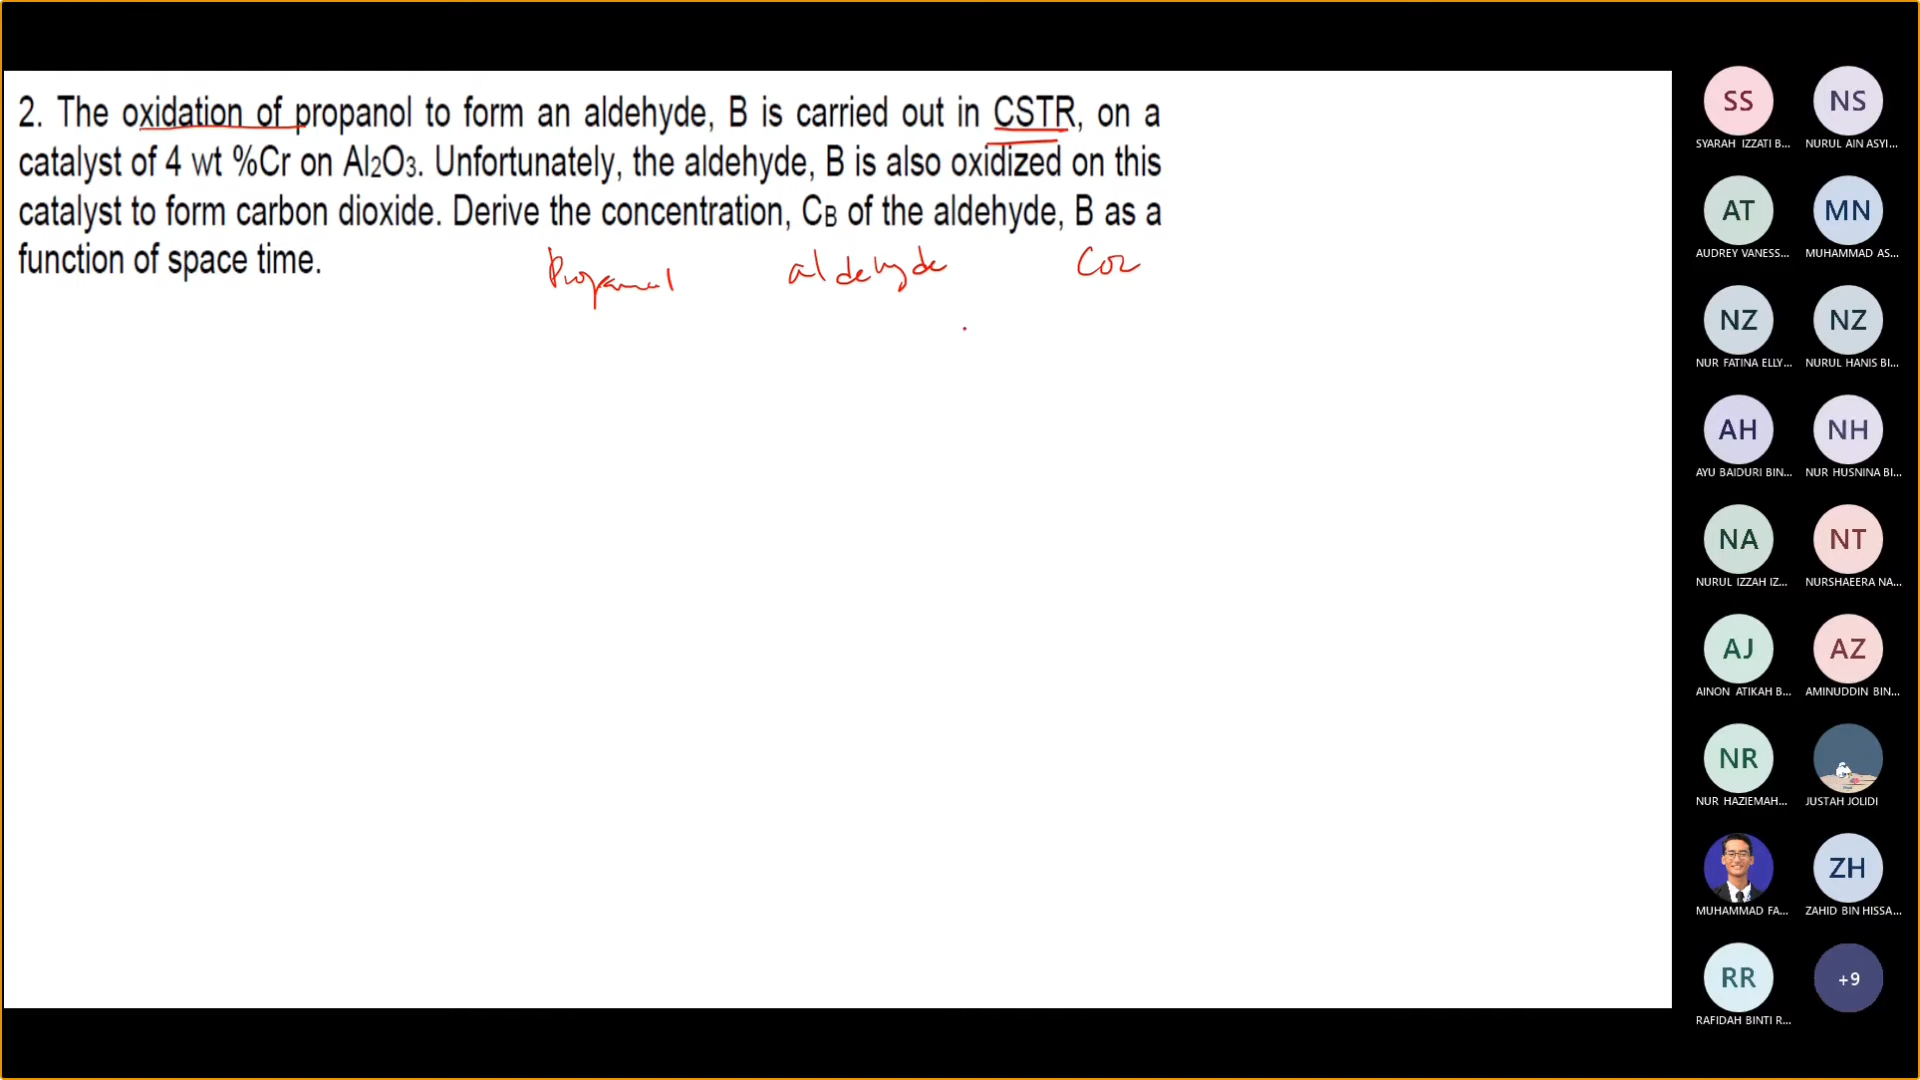 2. The oxidation of propanol to form an aldehyde, B is carried out in CSTR, on a
catalyst of 4 wt %Cr on Al2O3. Unfortunately, the aldehyde, B is also oxidized on this
catalyst to form carbon dioxide. Derive the concentration, CB of the aldehyde, B as a
function of space time.
Propanol aldehyde CO2
SS NS
SYARAH IZZATI B... NURUL AIN ASYI...
AT MN
AUDREY VANESS... MUHAMMAD AS...
NZ NZ
NUR FATINA ELLY... NURUL HANIS BI...
AH NH
AYU BAIDURI BIN... NUR HUSNINA BI...
NA NT
NURUL IZZAH IZ... NURSHAEERA NA...
AJ AZ
AINON ATIKAH B... AMINUDDIN BIN...
NR
NUR HAZIEMAH... JUSTAH JOLIDI
ZH
MUHAMMAD FA... ZAHID BIN HISSA...
RR +9
RAFIDAH BINTI R...